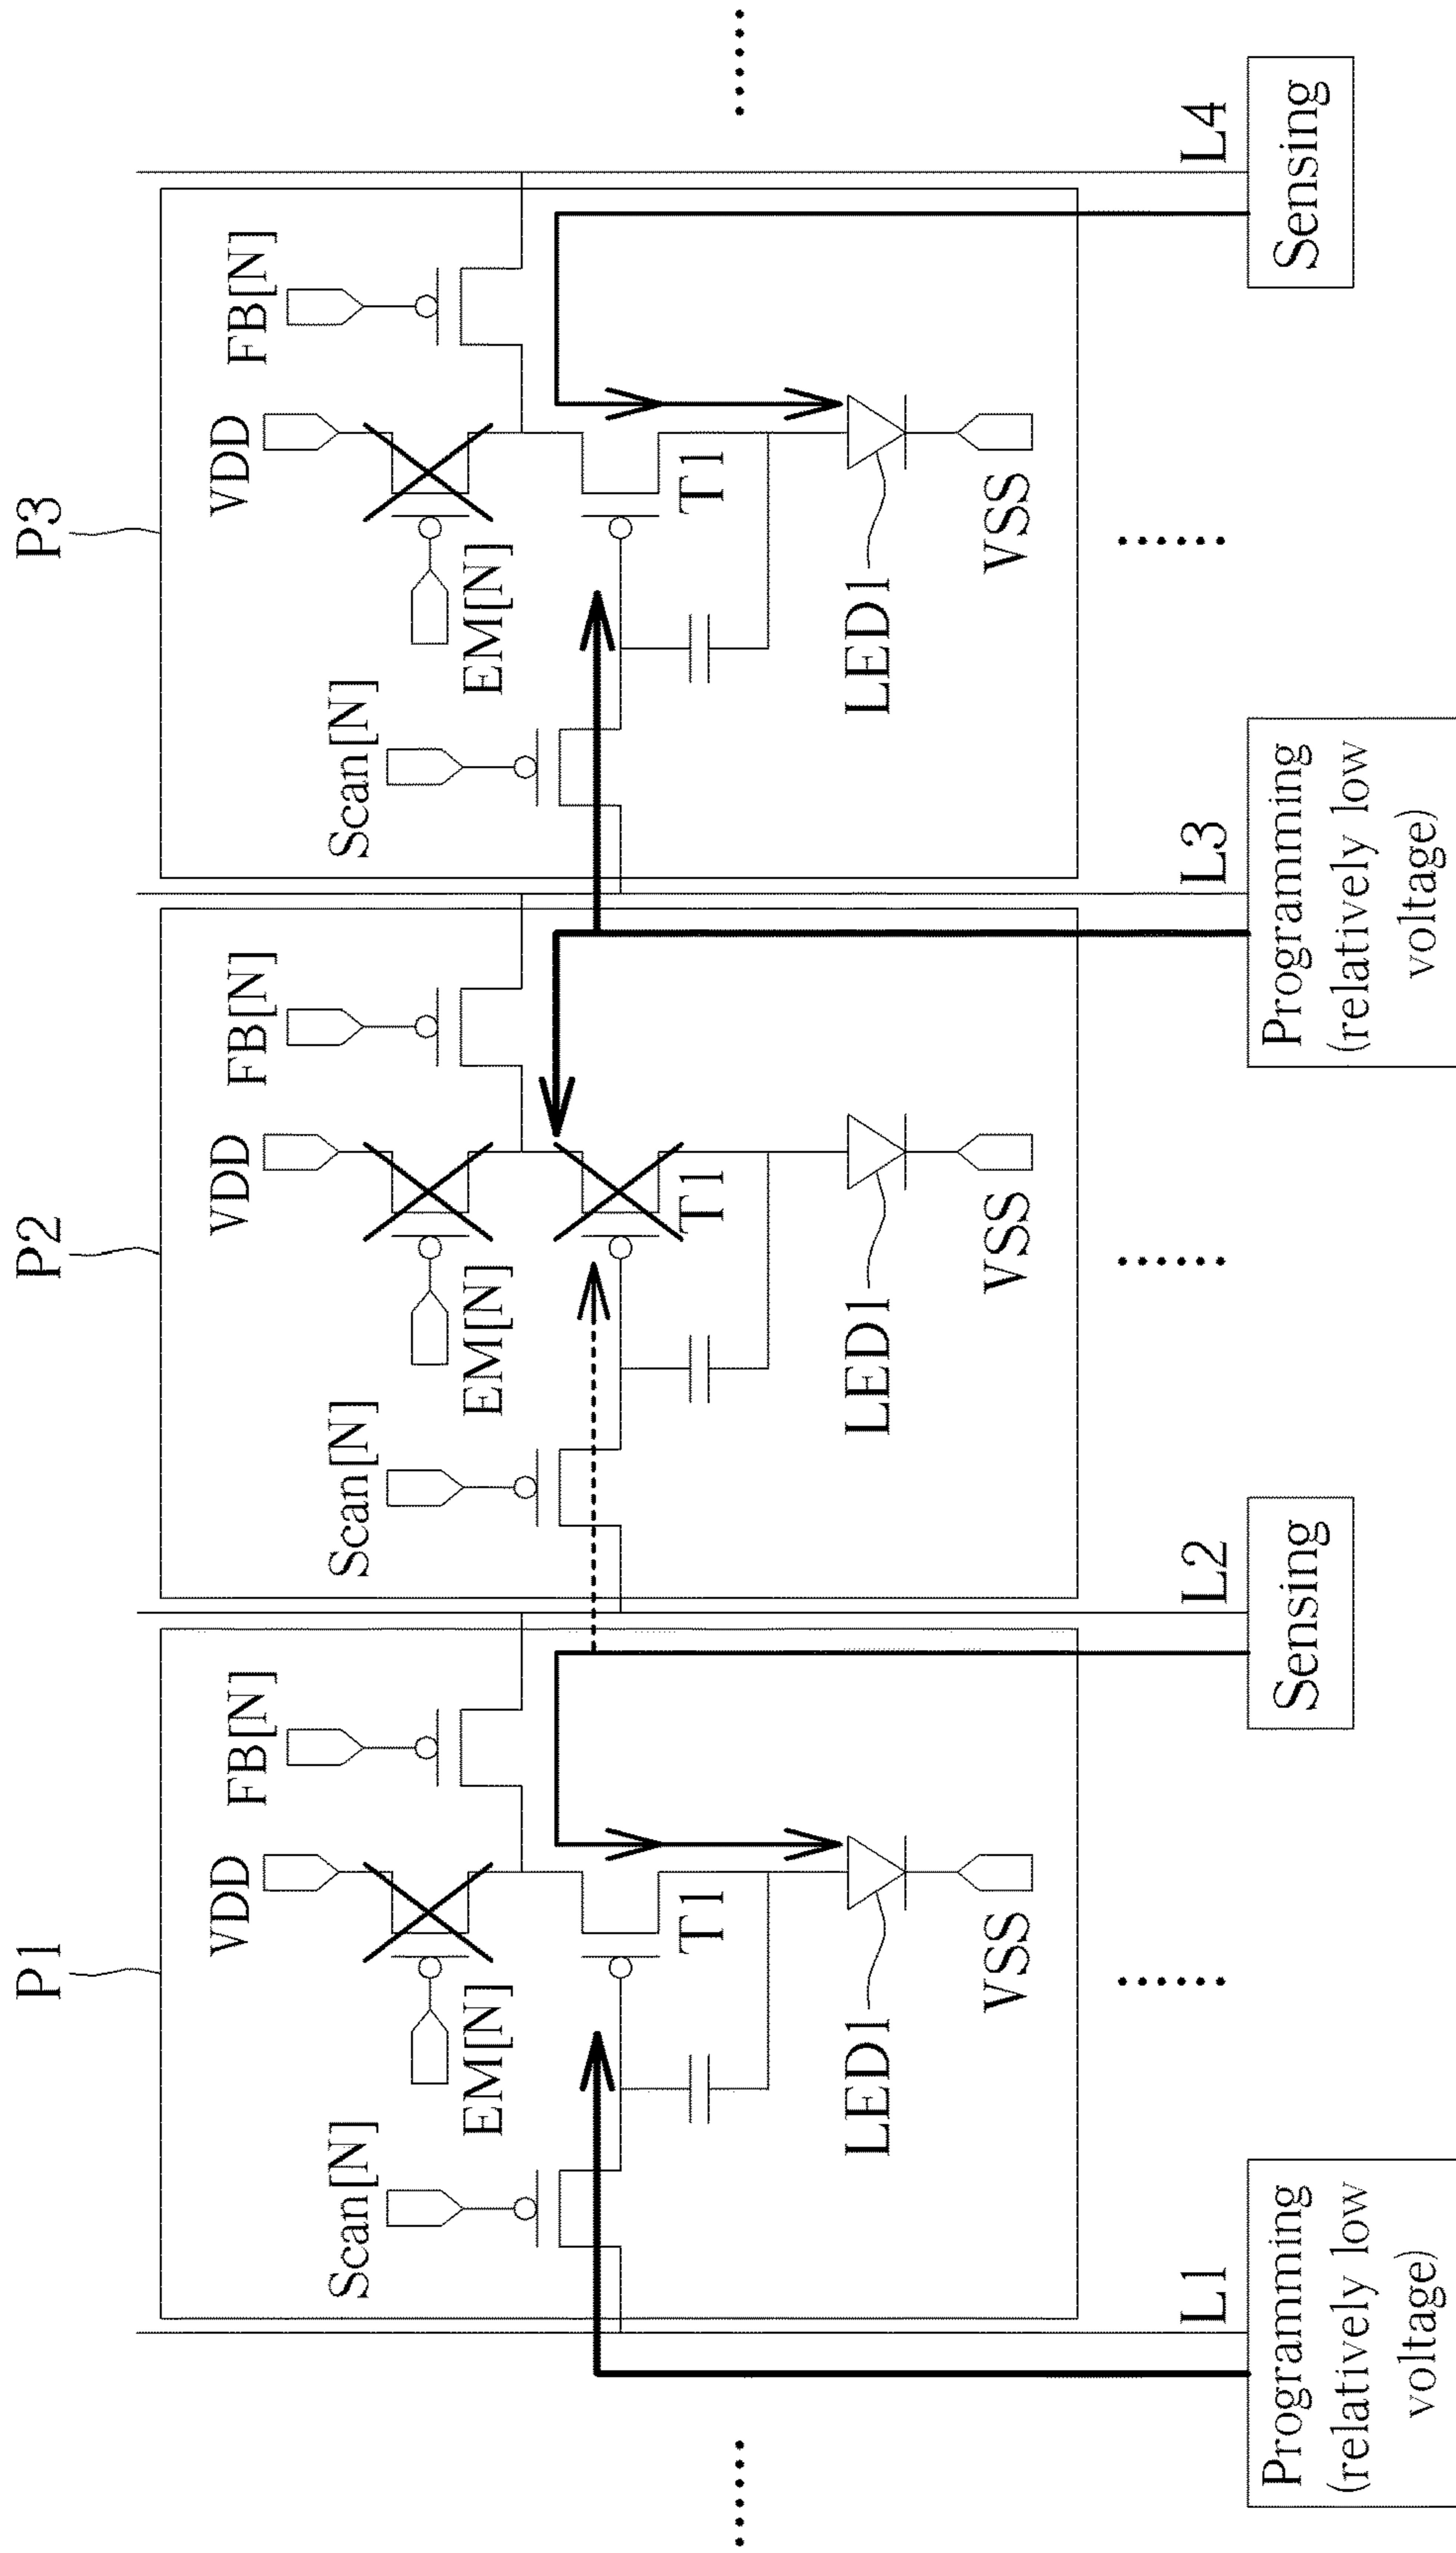 P1
P2
P3
VDD
FB[N]
Scan[N]
EM[N]
T1
LED1
VSS
VDD
FB[N]
Scan[N]
EM[N]
T1
LED1
VSS
VDD
FB[N]
Scan[N]
EM[N]
T1
LED1
VSS
L1
L2
L3
L4
Programming
(relatively low
voltage)
Sensing
Programming
(relatively low
voltage)
Sensing